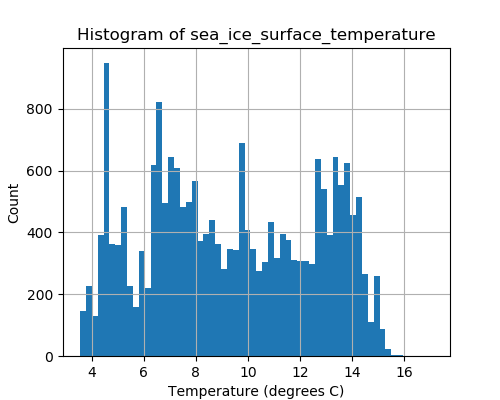 Histogram of sea_ice_surface_temperature
800
600
400
200
0
Count
4 6 8 10 12 14 16
Temperature (degrees C)